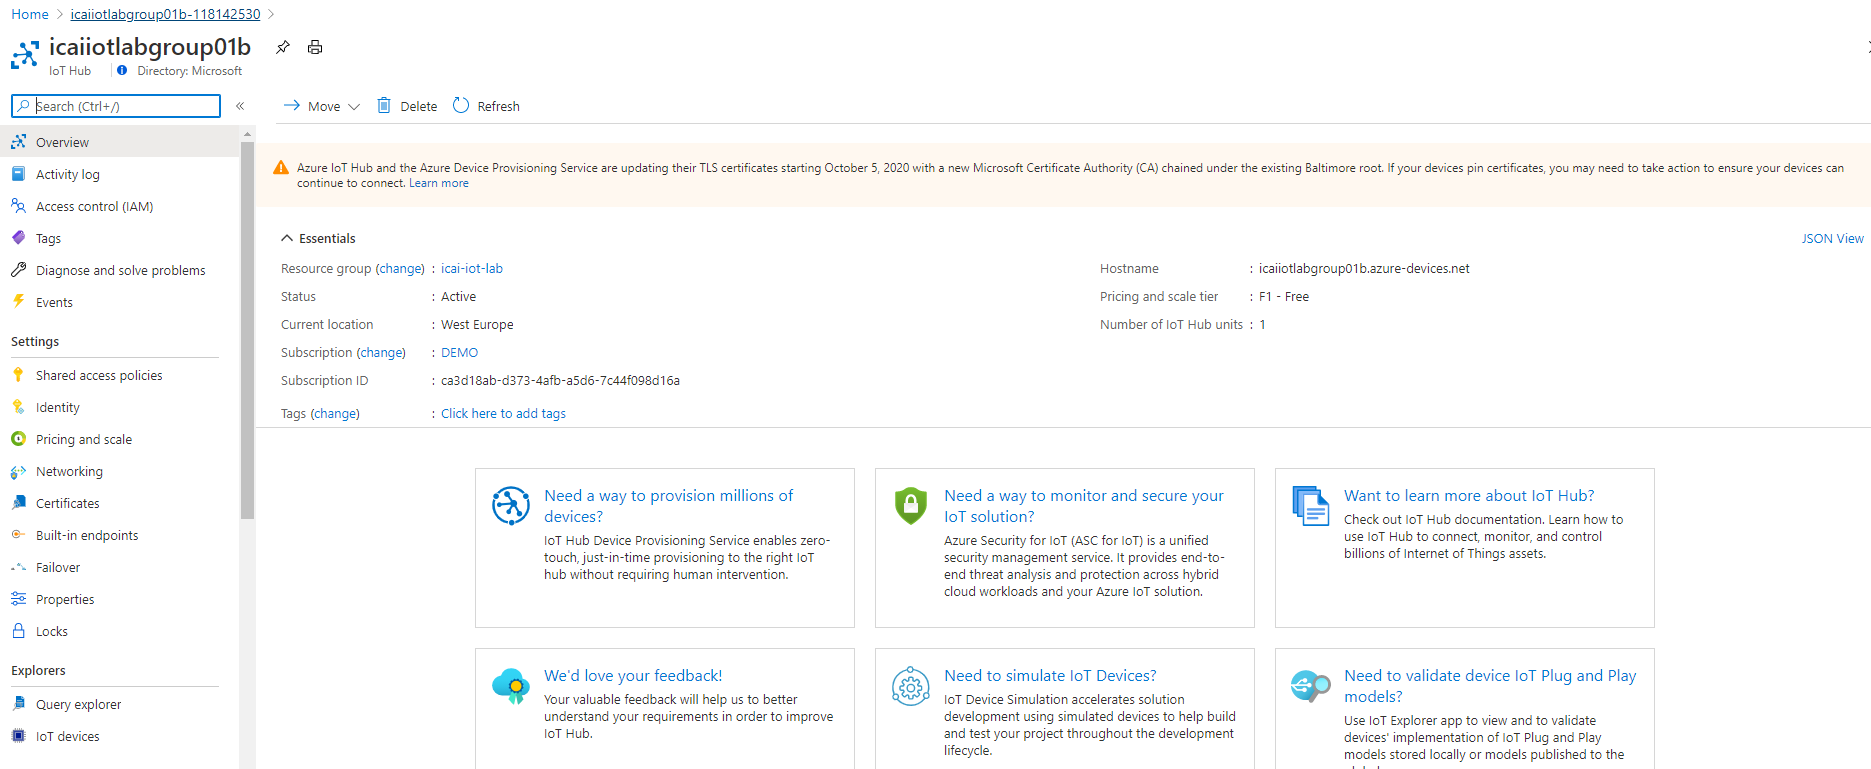 Home > icaiiotlabgroup01b-118142530 >
icaiiotlabgroup01b
IoT Hub
Directory: Microsoft
Search (Ctrl+/)
«
Overview
Activity log
Access control (IAM)
Tags
Diagnose and solve problems
Events
Settings
Shared access policies
Identity
Pricing and scale
Networking
Certificates
Built-in endpoints
Failover
Properties
Locks
Explorers
Query explorer
IoT devices
Move
Delete
Refresh
Azure IoT Hub and the Azure Device Provisioning Service are updating their TLS certificates starting October 5, 2020 with a new Microsoft Certificate Authority (CA) chained under the existing Baltimore root. If your devices pin certificates, you may need to take action to ensure your devices can
continue to connect. Learn more
Essentials
JSON View
Resource group (change) : icai-iot-lab
Status : Active
Current location : West Europe
Subscription (change) : DEMO
Subscription ID : ca3d18ab-d373-4afb-a5d6-7c44f098d16a
Tags (change) : Click here to add tags
Hostname : icaiiotlabgroup01b.azure-devices.net
Pricing and scale tier : F1 - Free
Number of IoT Hub units : 1
Need a way to provision millions of
devices?
IoT Hub Device Provisioning Service enables zero-
touch, just-in-time provisioning to the right IoT
hub without requiring human intervention.
Need a way to monitor and secure your
IoT solution?
Azure Security for IoT (ASC for IoT) is a unified
security management service. It provides end-to-
end threat analysis and protection across hybrid
cloud workloads and your Azure IoT solution.
Want to learn more about IoT Hub?
Check out IoT Hub documentation. Learn how to
use IoT Hub to connect, monitor, and control
billions of Internet of Things assets.
We'd love your feedback!
Your valuable feedback will help us to better
understand your requirements in order to improve
IoT Hub.
Need to simulate IoT Devices?
IoT Device Simulation accelerates solution
development using simulated devices to help build
and test your project throughout the development
lifecycle.
Need to validate device IoT Plug and Play
models?
Use IoT Explorer app to view and to validate
devices' implementation of IoT Plug and Play
models stored locally or models published to the